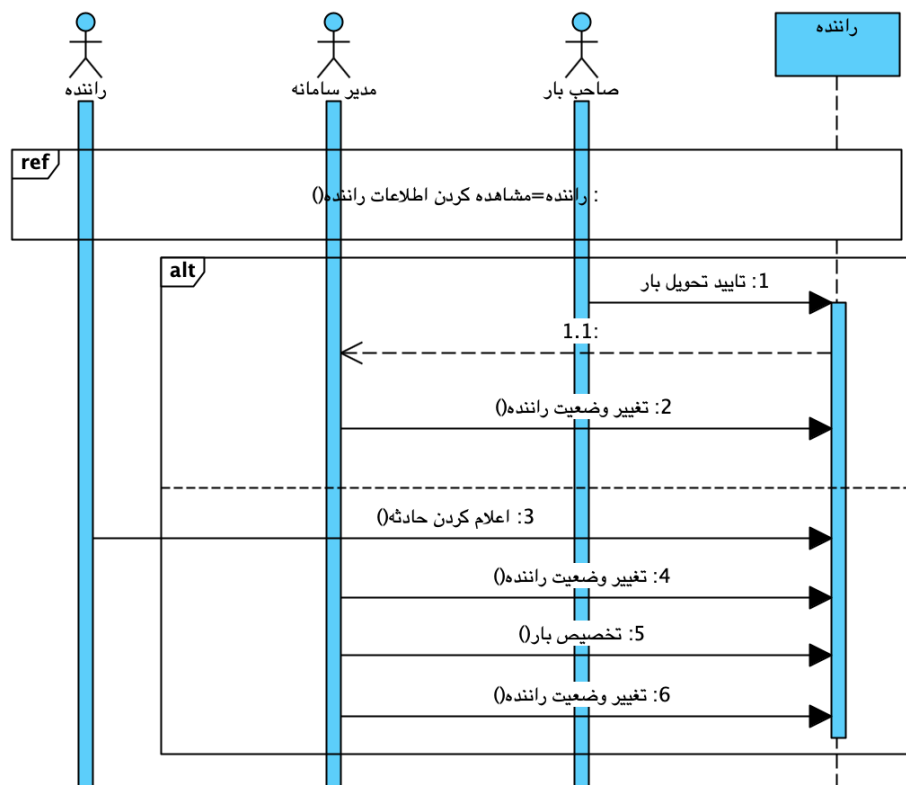 راننده
مدیر سامانه
صاحب بار
راننده
ref
: راننده=مشاهده کردن اطلاعات راننده()
alt
1: تایید تحویل بار
1.1:
2: تغییر وضعیت راننده()
3: اعلام کردن حادثه()
4: تغییر وضعیت راننده()
5: تخصیص بار()
6: تغییر وضعیت راننده()